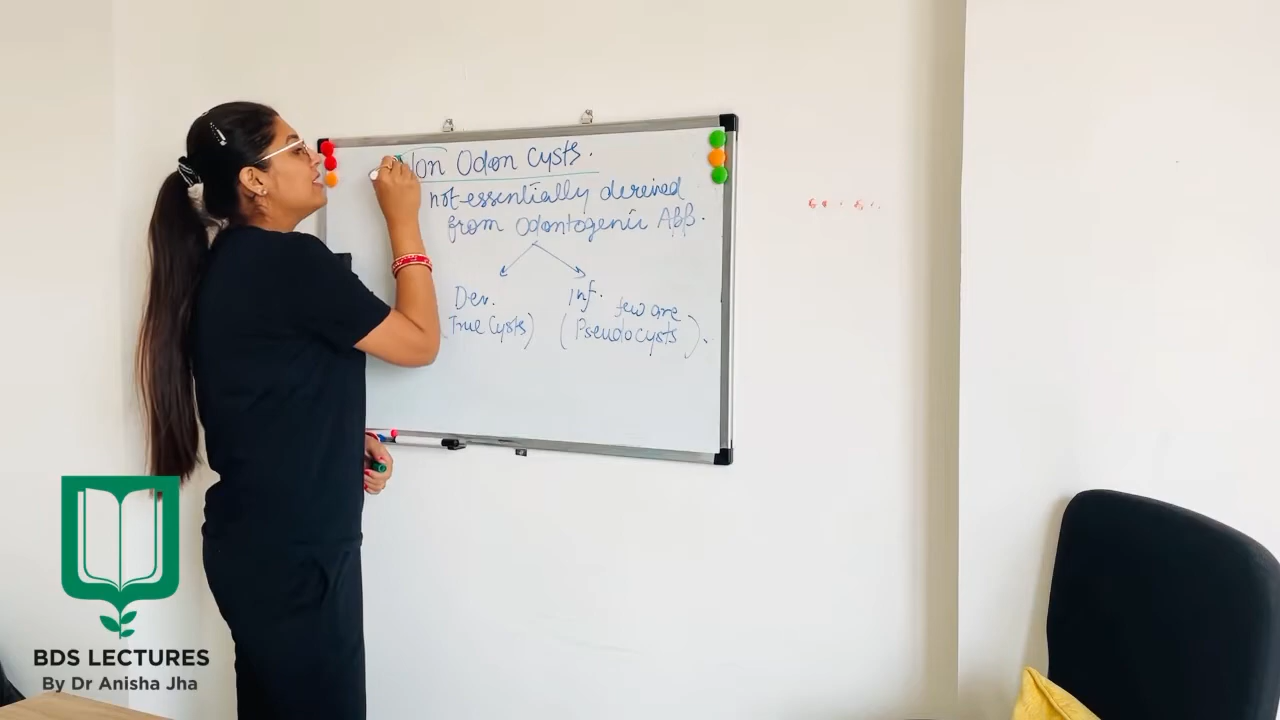 Non Odon Cysts.
not essentially dereived
from Odontogenic App.
Dev. Inf.
few are
(True Cysts) (Pseudocysts).
BDS LECTURES
By Dr Anisha Jha